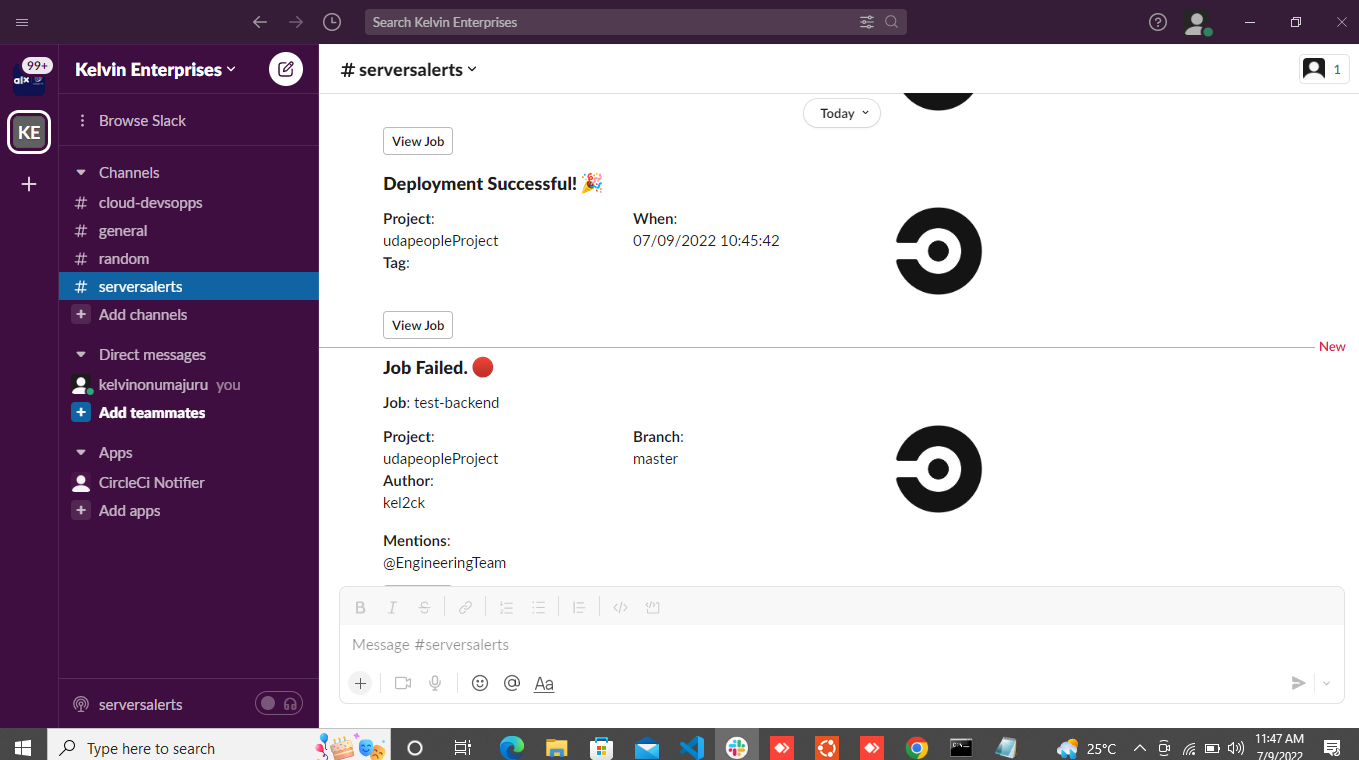 Search Kelvin Enterprises
99+
alx
KE
Kelvin Enterprises
Browse Slack
Channels
# cloud-devsopps
# general
# random
# serversalerts
+ Add channels
Direct messages
kelvinonumajuru you
+ Add teammates
Apps
CircleCi Notifier
+ Add apps
serversalerts
# serversalerts
1
Today
View Job
Deployment Successful! 🎉
Project: When:
udapeopleProject 07/09/2022 10:45:42
Tag:
View Job
New
Job Failed. 🔴
Job: test-backend
Project: Branch:
udapeopleProject master
Author:
kel2ck
Mentions:
@EngineeringTeam
B I S
Message #serversalerts
Aa
Type here to search
25°C
11:47 AM
7/9/2022